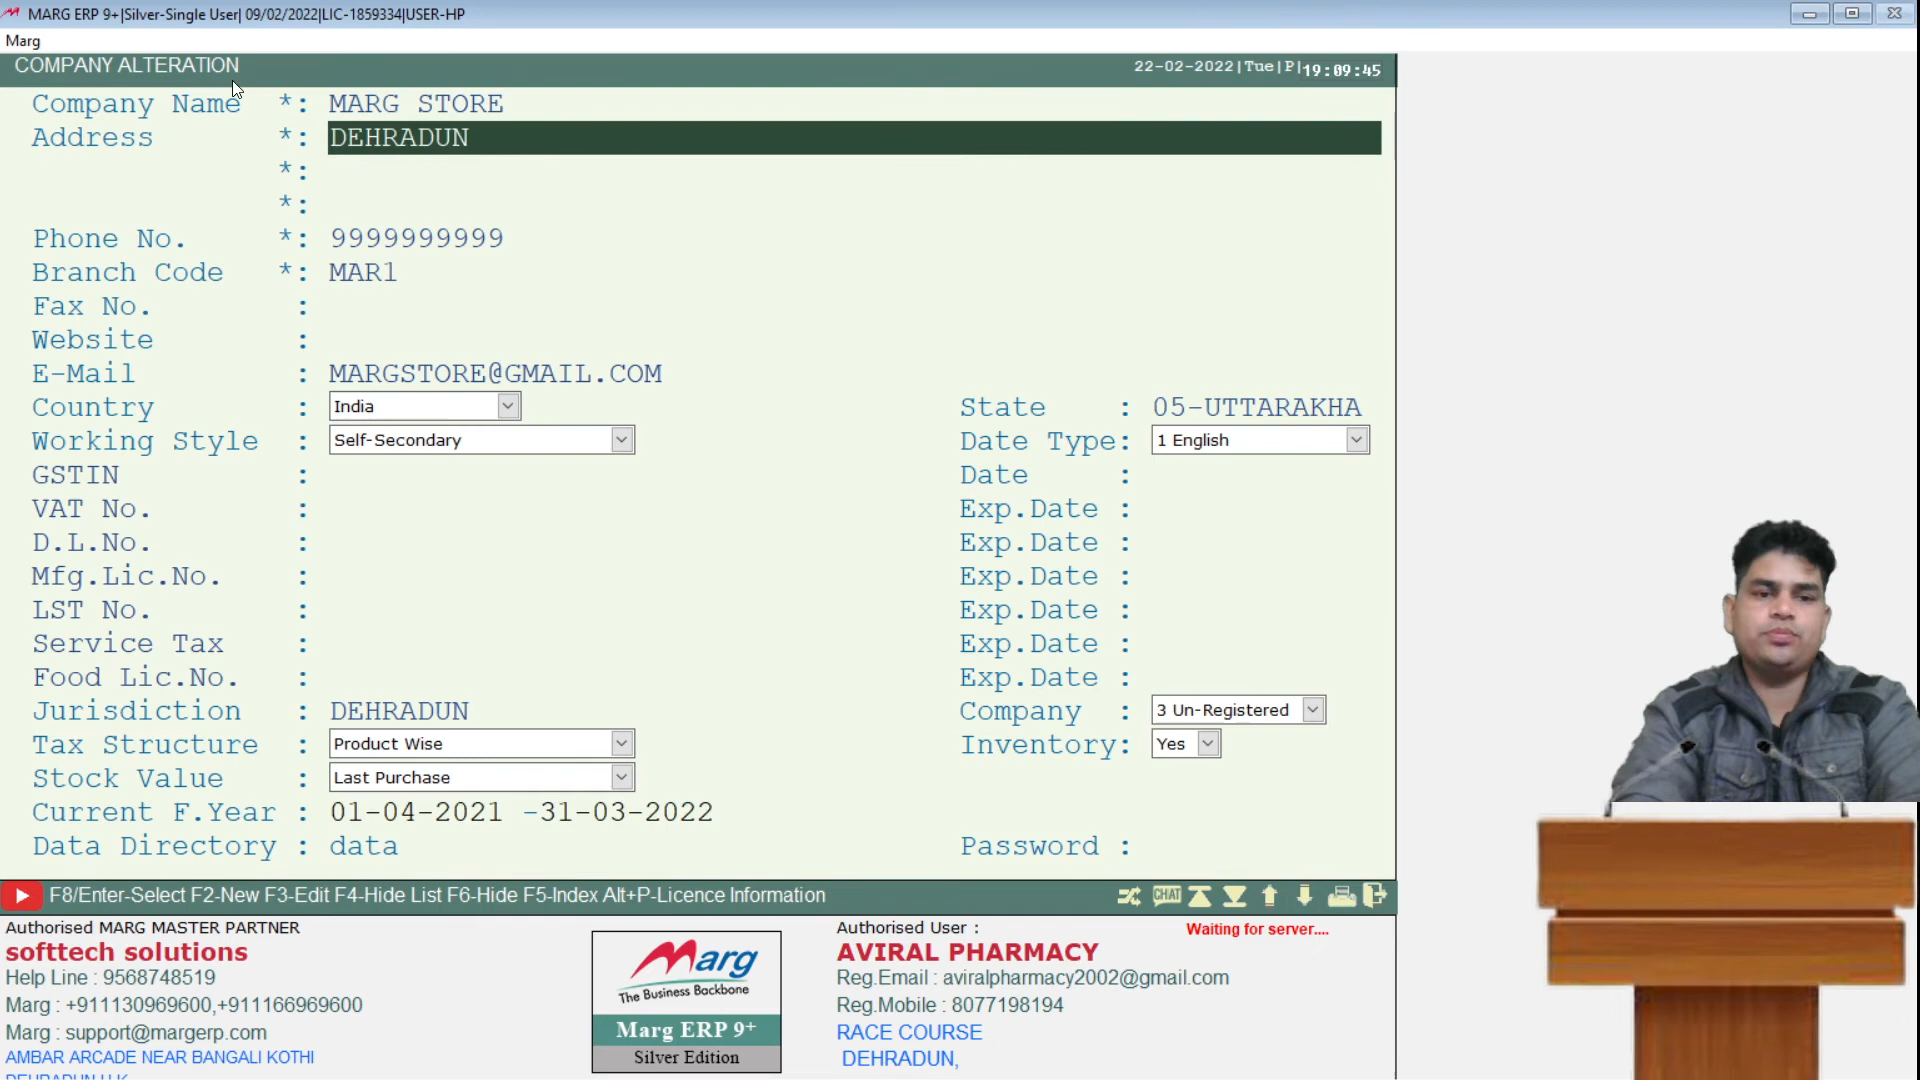 MARG ERP 9+|Silver-Single User| 09/02/2022|LIC-1859334|USER-HP
Marg
COMPANY ALTERATION 22-02-2022|Tue|P|19:09:45
Company Name *: MARG STORE
Address *: DEHRADUN
*:
*:
Phone No. *: 9999999999
Branch Code *: MAR1
Fax No. :
Website :
E-Mail : MARGSTORE@GMAIL.COM
Country : India State : 05-UTTARAKHA
Working Style : Self-Secondary Date Type: 1 English
GSTIN : Date :
VAT No. : Exp.Date :
D.L.No. : Exp.Date :
Mfg.Lic.No. : Exp.Date :
LST No. : Exp.Date :
Service Tax : Exp.Date :
Food Lic.No. : Exp.Date :
Jurisdiction : DEHRADUN Company : 3 Un-Registered
Tax Structure : Product Wise Inventory: Yes
Stock Value : Last Purchase
Current F.Year : 01-04-2021 -31-03-2022
Data Directory : data Password :
F8/Enter-Select F2-New F3-Edit F4-Hide List F6-Hide F5-Index Alt+P-Licence Information CHAT
Authorised MARG MASTER PARTNER
softtech solutions
Help Line : 9568748519
Marg : +911130969600,+911166969600
Marg : support@margerp.com
AMBAR ARCADE NEAR BANGALI KOTHI
DEHRADUN U.K
Marg
The Business Backbone
Marg ERP 9+
Silver Edition
Authorised User : Waiting for server....
AVIRAL PHARMACY
Reg.Email : aviralpharmacy2002@gmail.com
Reg.Mobile : 8077198194
RACE COURSE
DEHRADUN,